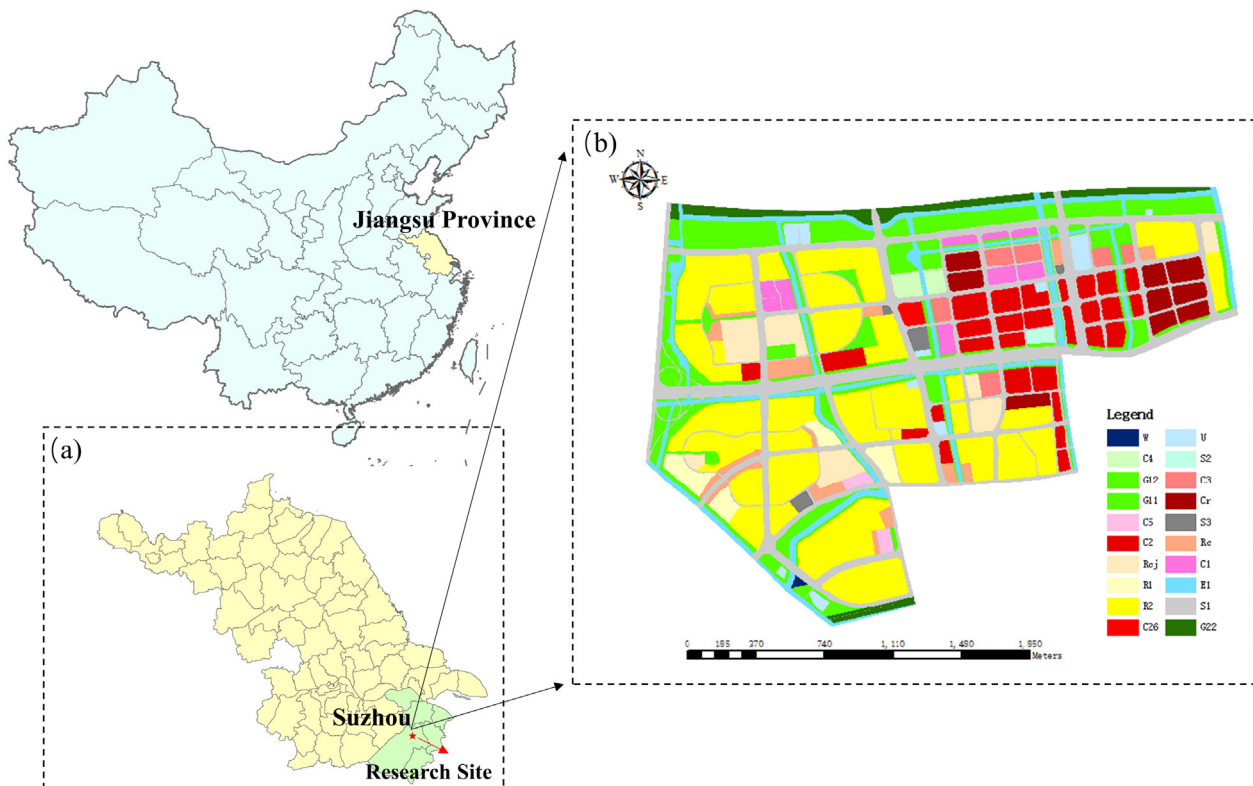 Jiangsu Province
(a)
Suzhou
Research Site
(b)
N
W E
S
Legend
W U
C4 S2
G12 C3
G11 Cr
C5 S3
C2 Rc
Rcj C1
R1 E1
R2 S1
C26 G22
0 195 370 740 1,110 1,480 1,850
Meters